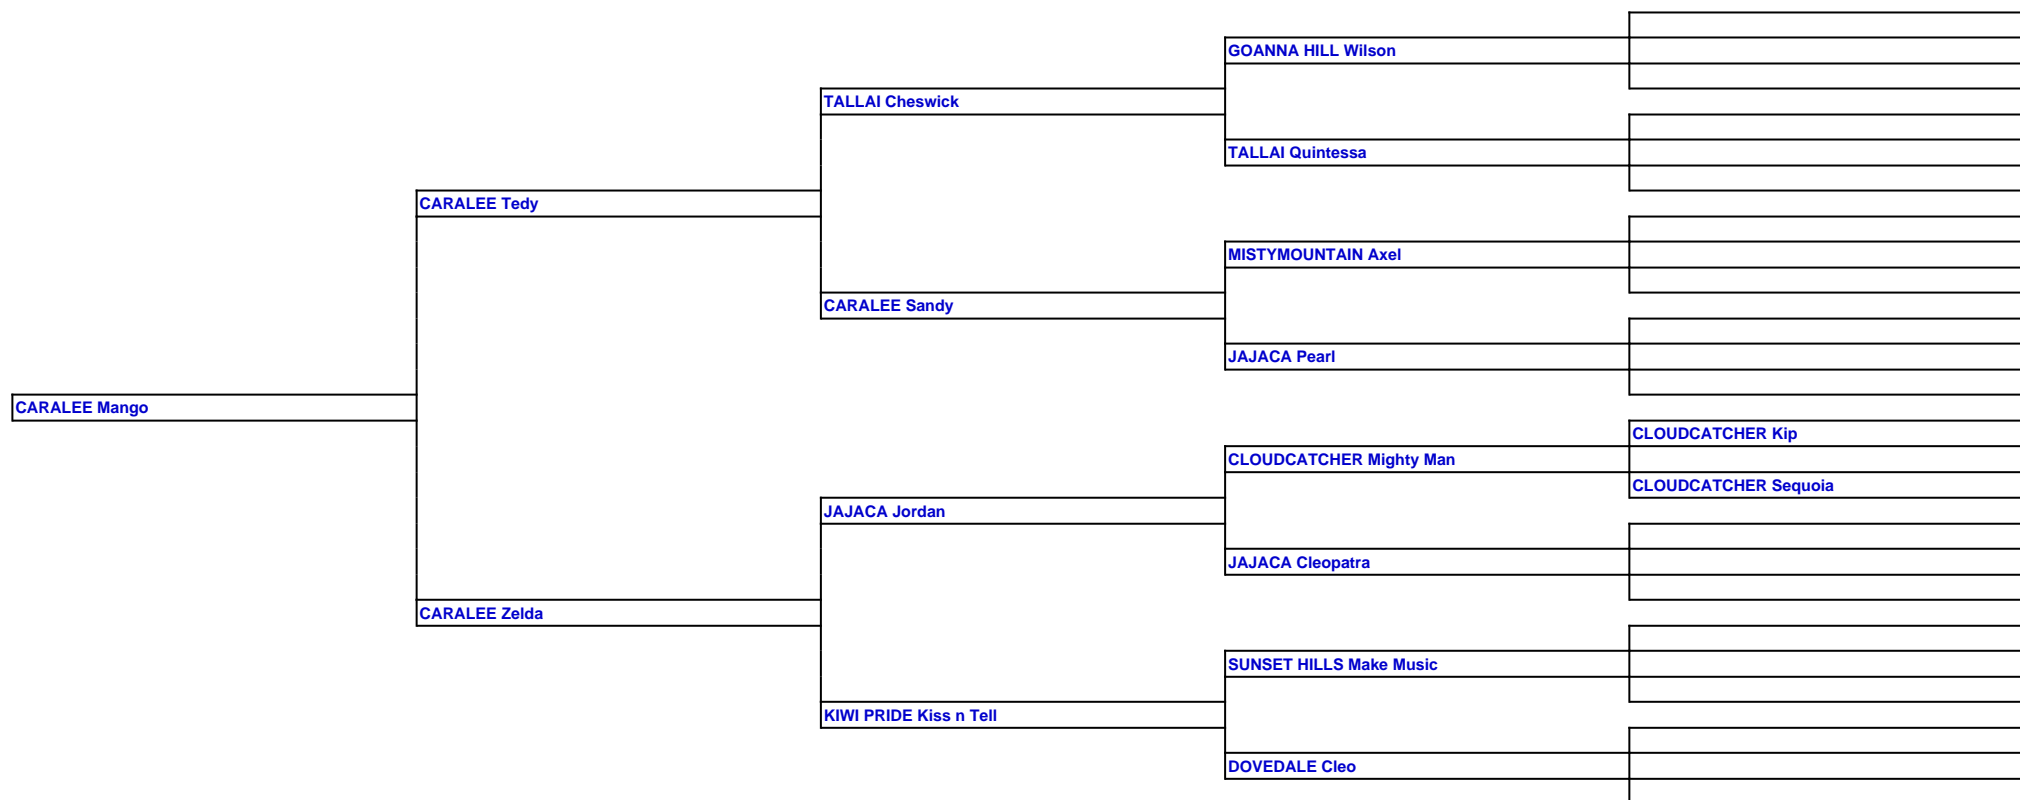 GOANNA HILL Wilson
TALLAI Cheswick
TALLAI Quintessa
CARALEE Tedy
MISTYMOUNTAIN Axel
CARALEE Sandy
JAJACA Pearl
CARALEE Mango
CLOUDCATCHER Kip
CLOUDCATCHER Mighty Man
CLOUDCATCHER Sequoia
JAJACA Jordan
JAJACA Cleopatra
CARALEE Zelda
SUNSET HILLS Make Music
KIWI PRIDE Kiss n Tell
DOVEDALE Cleo